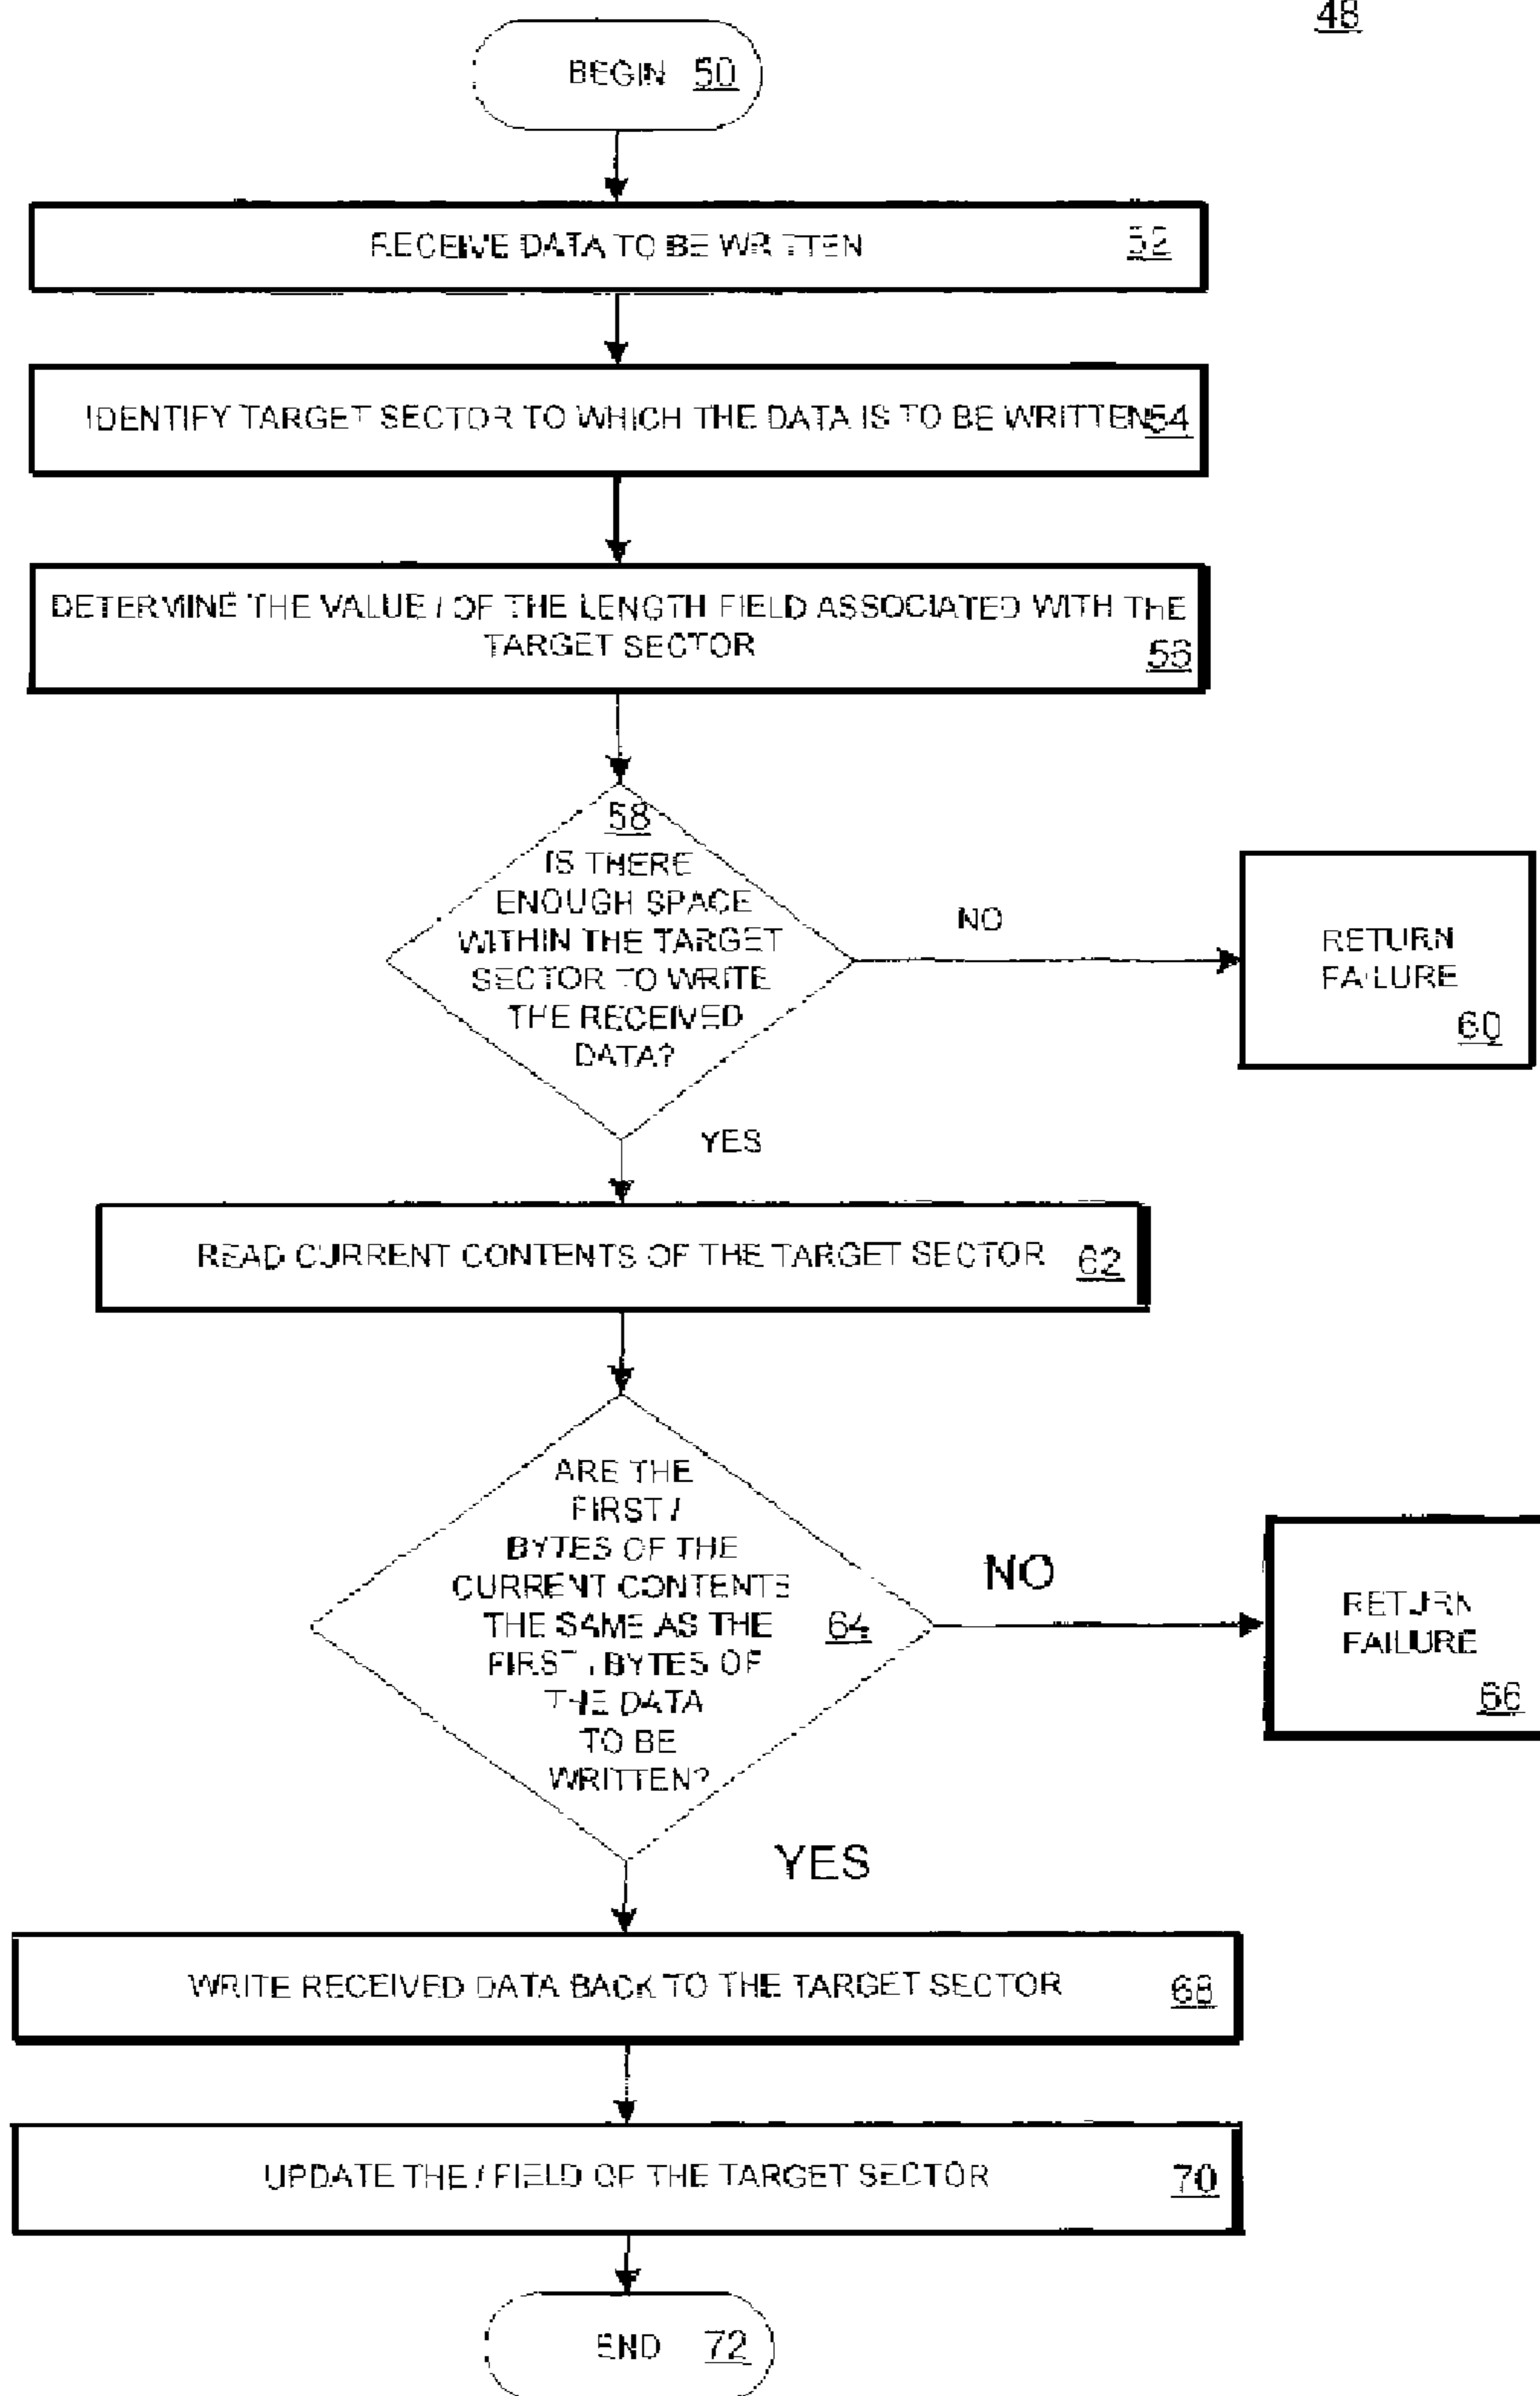 48
BEGIN 50
RECEIVE DATA TO BE WRITTEN 52
IDENTIFY TARGET SECTOR TO WHICH THE DATA IS TO BE WRITTEN 54
DETERMINE THE VALUE l OF THE LENGTH FIELD ASSOCIATED WITH THE
TARGET SECTOR 56
58
IS THERE
ENOUGH SPACE
WITHIN THE TARGET
SECTOR TO WRITE
THE RECEIVED
DATA?
NO
RETURN
FAILURE
60
YES
READ CURRENT CONTENTS OF THE TARGET SECTOR 62
ARE THE
FIRST l
BYTES OF THE
CURRENT CONTENTS
THE SAME AS THE 64
FIRST l BYTES OF
THE DATA
TO BE
WRITTEN?
NO
RETURN
FAILURE
66
YES
WRITE RECEIVED DATA BACK TO THE TARGET SECTOR 68
UPDATE THE l FIELD OF THE TARGET SECTOR 70
END 72